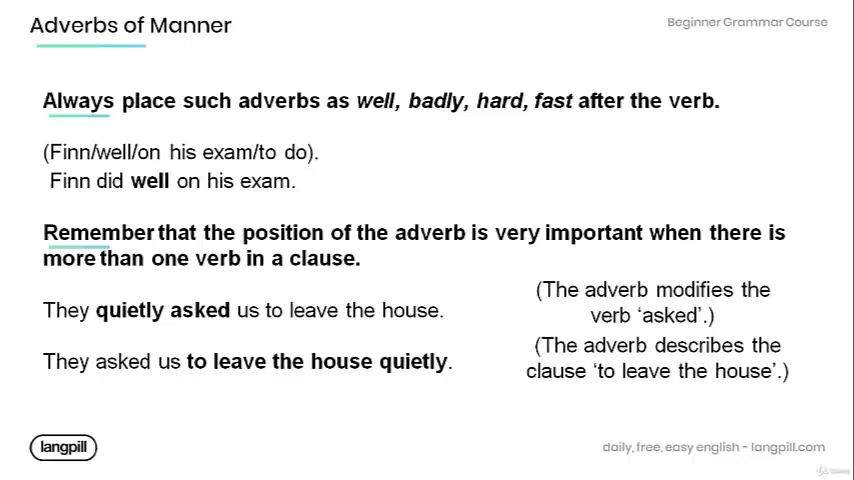 Adverbs of Manner
Beginner Grammar Course
Always place such adverbs as well, badly, hard, fast after the verb.
(Finn/well/on his exam/to do).
Finn did well on his exam.
Remember that the position of the adverb is very important when there is
more than one verb in a clause.
They quietly asked us to leave the house.
(The adverb modifies the
verb ‘asked’.)
They asked us to leave the house quietly.
(The adverb describes the
clause ‘to leave the house’.)
langpill
daily, free, easy english - langpill.com
Udemy